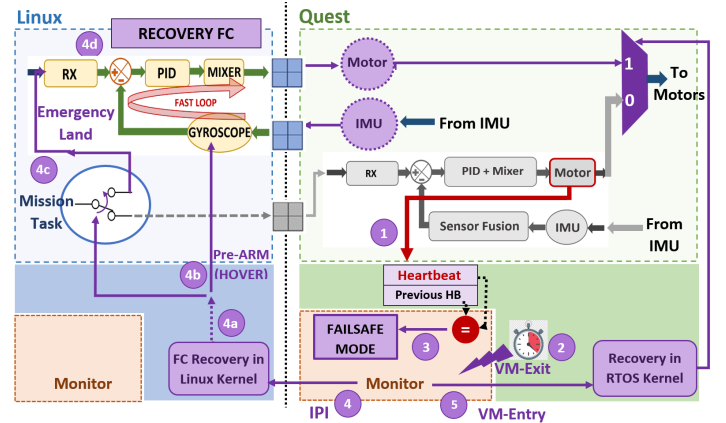 Linux
Quest
RECOVERY FC
4d
RX
+
−
PID
MIXER
FAST LOOP
GYROSCOPE
Emergency
Land
4c
Mission
Task
Motor
IMU
From IMU
1
0
To
Motors
RX
+
−
PID + Mixer
Motor
Sensor Fusion
IMU
From
IMU
1
Pre-ARM
(HOVER)
4b
4a
Heartbeat
Previous HB
=
FAILSAFE
MODE
3
2
VM-Exit
FC Recovery in
Linux Kernel
Monitor
Monitor
Recovery in
RTOS Kernel
IPI
4
5
VM-Entry